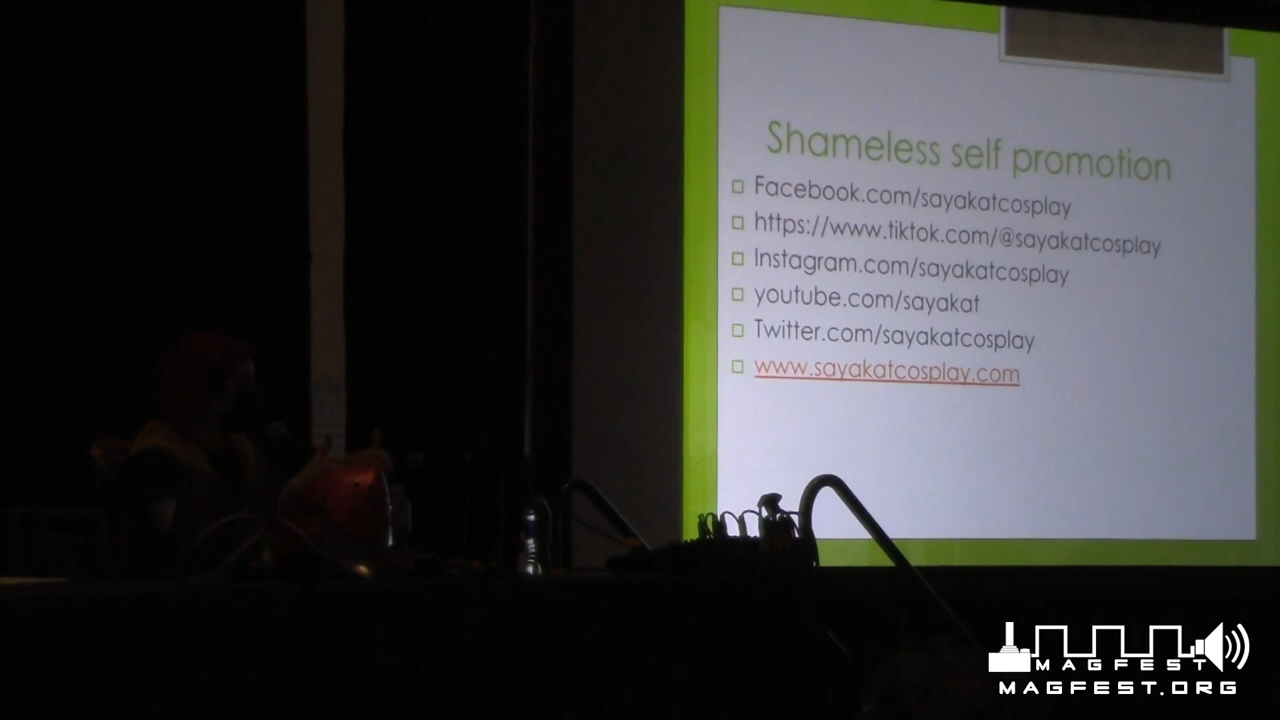 Shameless self promotion
Facebook.com/sayakatcosplay
https://www.tiktok.com/@sayakatcosplay
Instagram.com/sayakatcosplay
youtube.com/sayakat
Twitter.com/sayakatcosplay
www.sayakatcosplay.com
MAGFEST
MAGFEST.ORG